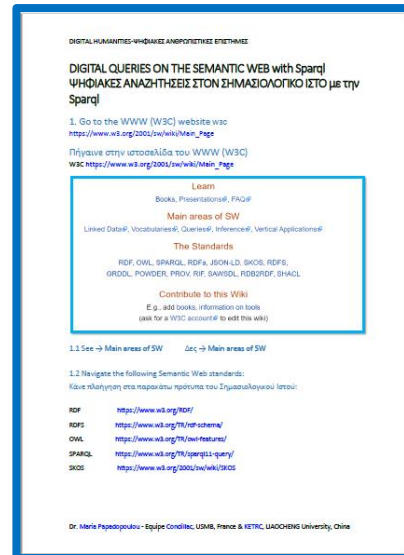 DIGITAL HUMANITIES-ΨΗΦΙΑΚΕΣ ΑΝΘΡΩΠΙΣΤΙΚΕΣ ΕΠΙΣΤΗΜΕΣ
DIGITAL QUERIES ON THE SEMANTIC WEB with Sparql
ΨΗΦΙΑΚΕΣ ΑΝΑΖΗΤΗΣΕΙΣ ΣΤΟΝ ΣΗΜΑΣΙΟΛΟΓΙΚΟ ΙΣΤΟ με την
Sparql
1. Go to the WWW (W3C) website W3C
https://www.w3.org/2001/sw/wiki/Main_Page
Πήγαινε στην ιστοσελίδα του WWW (W3C)
W3C https://www.w3.org/2001/sw/wiki/Main_Page
Learn
Books, Presentations, FAQ
Main areas of SW
Linked Data, Vocabularies, Queries, Inference, Vertical Applications
The Standards
RDF, OWL, SPARQL, RDFa, JSON-LD, SKOS, RDFS,
GRDDL, POWDER, PROV, RIF, SAWSDL, RDB2RDF, SHACL
Contribute to this Wiki
E.g., add books, information on tools
(ask for a W3C account to edit this wiki)
1.1 See → Main areas of SW Δες → Main areas of SW
1.2 Navigate the following Semantic Web standards:
Κάνε πλοήγηση στα παρακάτω πρότυπα του Σημασιολογικού Ιστού:
RDF https://www.w3.org/RDF/
RDFS https://www.w3.org/TR/rdf-schema/
OWL https://www.w3.org/TR/owl-features/
SPARQL https://www.w3.org/TR/sparql11-query/
SKOS https://www.w3.org/2001/sw/wiki/SKOS
Dr. Maria Papadopoulou - Equipe Condillac, USMB, France & KETRC, LIAOCHENG University, China